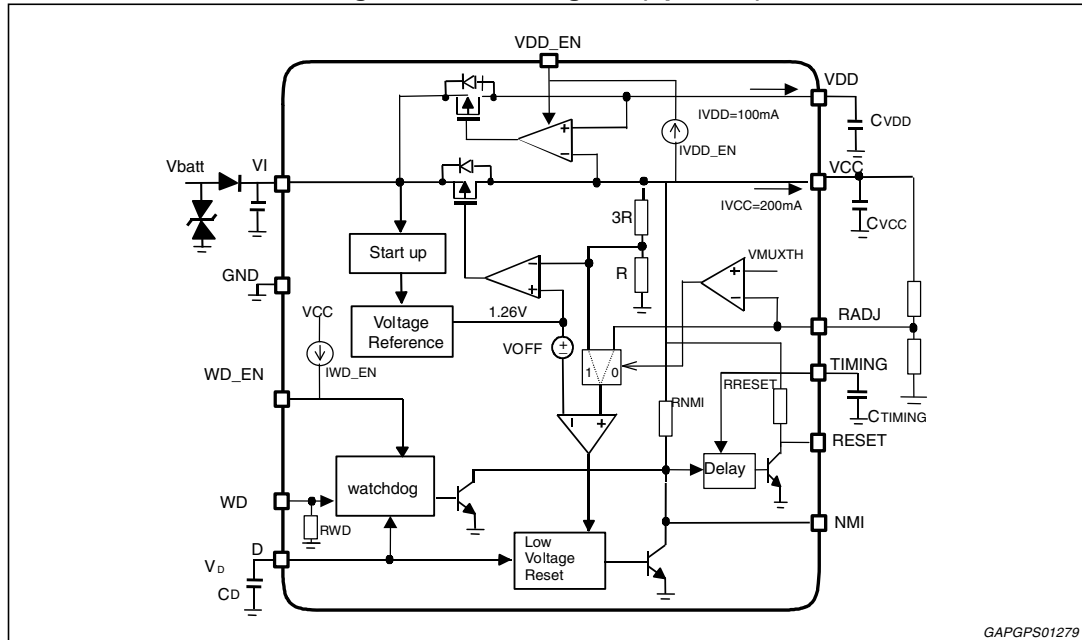 VDD_EN
VDD
IVDD=100mA
CVDD
IVDD_EN
Vbatt
VI
VCC
IVCC=200mA
CVCC
3R
Start up
VMUXTH
R
GND
1.26V
RADJ
VCC
Voltage
Reference
VOFF
TIMING
1 0
IWD_EN
RRESET
WD_EN
RNMI
CTIMING
RESET
Delay
watchdog
WD
NMI
RWD
D
Low
Voltage
Reset
VD
CD
GAPGPS01279